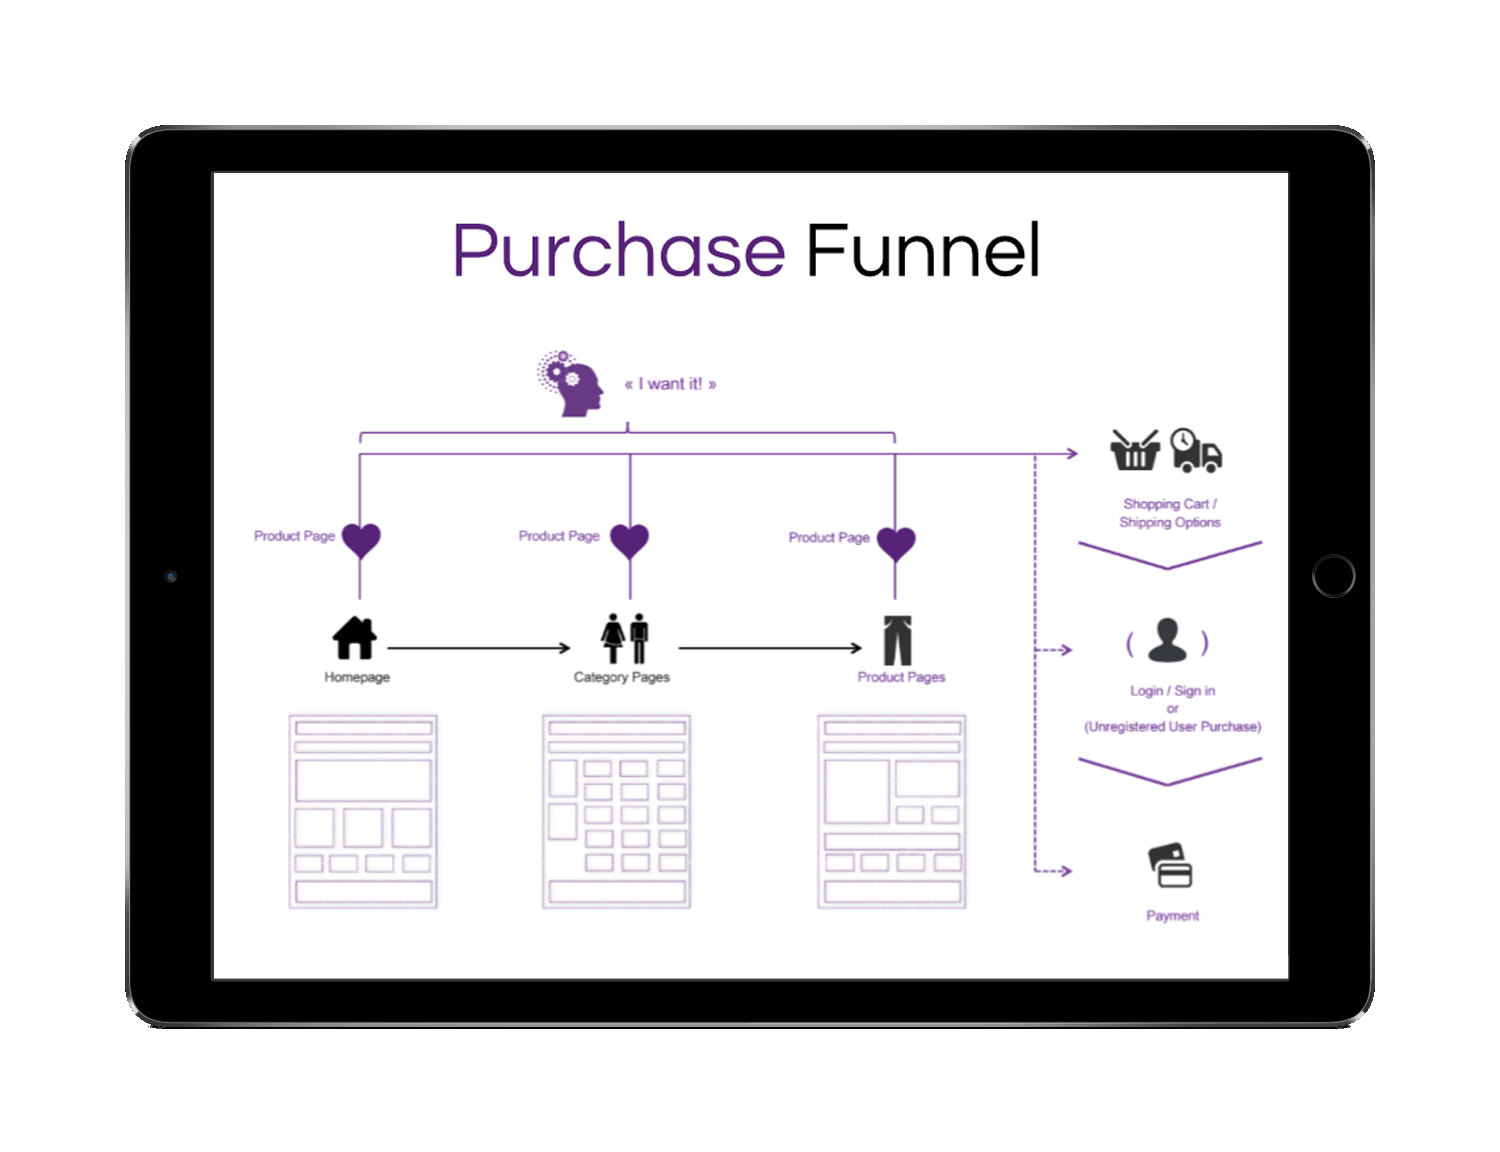 Purchase Funnel
« I want it! »
Product Page
Product Page
Product Page
Homepage
Category Pages
Product Pages
Shopping Cart /
Shipping Options
( )
Login / Sign in
or
(Unregistered User Purchase)
Payment